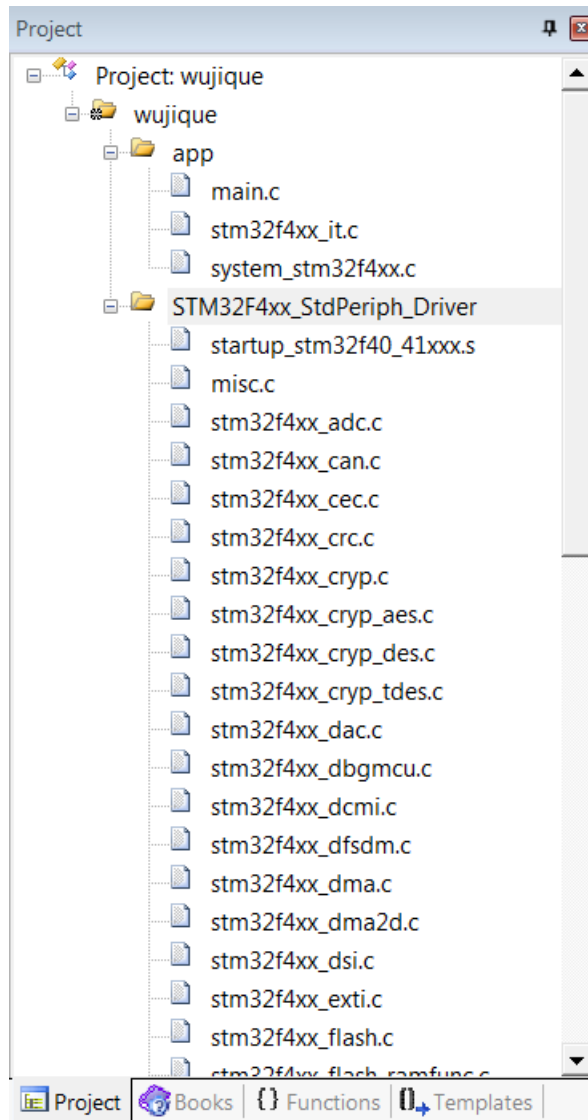 Project
Project: wujique
wujique
app
main.c
stm32f4xx_it.c
system_stm32f4xx.c
STM32F4xx_StdPeriph_Driver
startup_stm32f40_41xxx.s
misc.c
stm32f4xx_adc.c
stm32f4xx_can.c
stm32f4xx_cec.c
stm32f4xx_crc.c
stm32f4xx_cryp.c
stm32f4xx_cryp_aes.c
stm32f4xx_cryp_des.c
stm32f4xx_cryp_tdes.c
stm32f4xx_dac.c
stm32f4xx_dbgmcu.c
stm32f4xx_dcmi.c
stm32f4xx_dfsdm.c
stm32f4xx_dma.c
stm32f4xx_dma2d.c
stm32f4xx_dsi.c
stm32f4xx_exti.c
stm32f4xx_flash.c
stm32f4xx_flash_ramfunc.c
Project Books {} Functions Templates